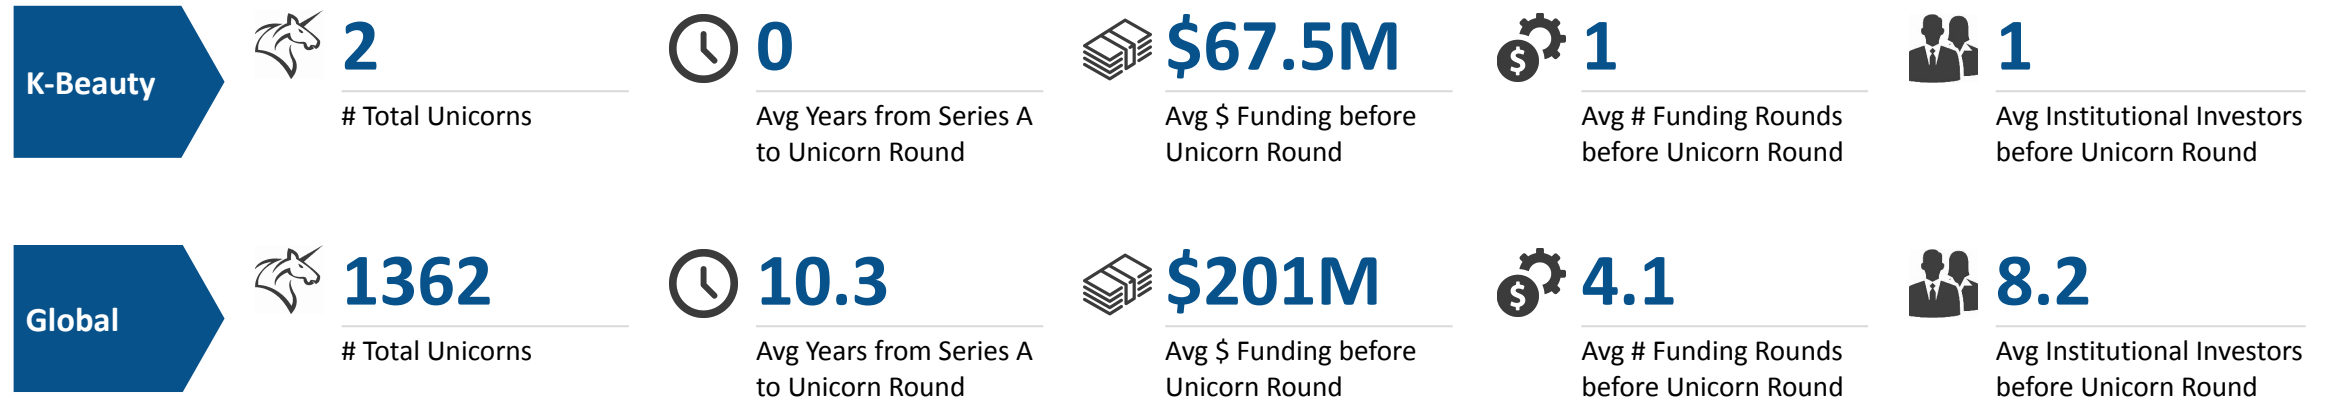 K-Beauty
2
# Total Unicorns
0
Avg Years from Series A
to Unicorn Round
$67.5M
Avg $ Funding before
Unicorn Round
1
Avg # Funding Rounds
before Unicorn Round
1
Avg Institutional Investors
before Unicorn Round
Global
1362
# Total Unicorns
10.3
Avg Years from Series A
to Unicorn Round
$201M
Avg $ Funding before
Unicorn Round
4.1
Avg # Funding Rounds
before Unicorn Round
8.2
Avg Institutional Investors
before Unicorn Round